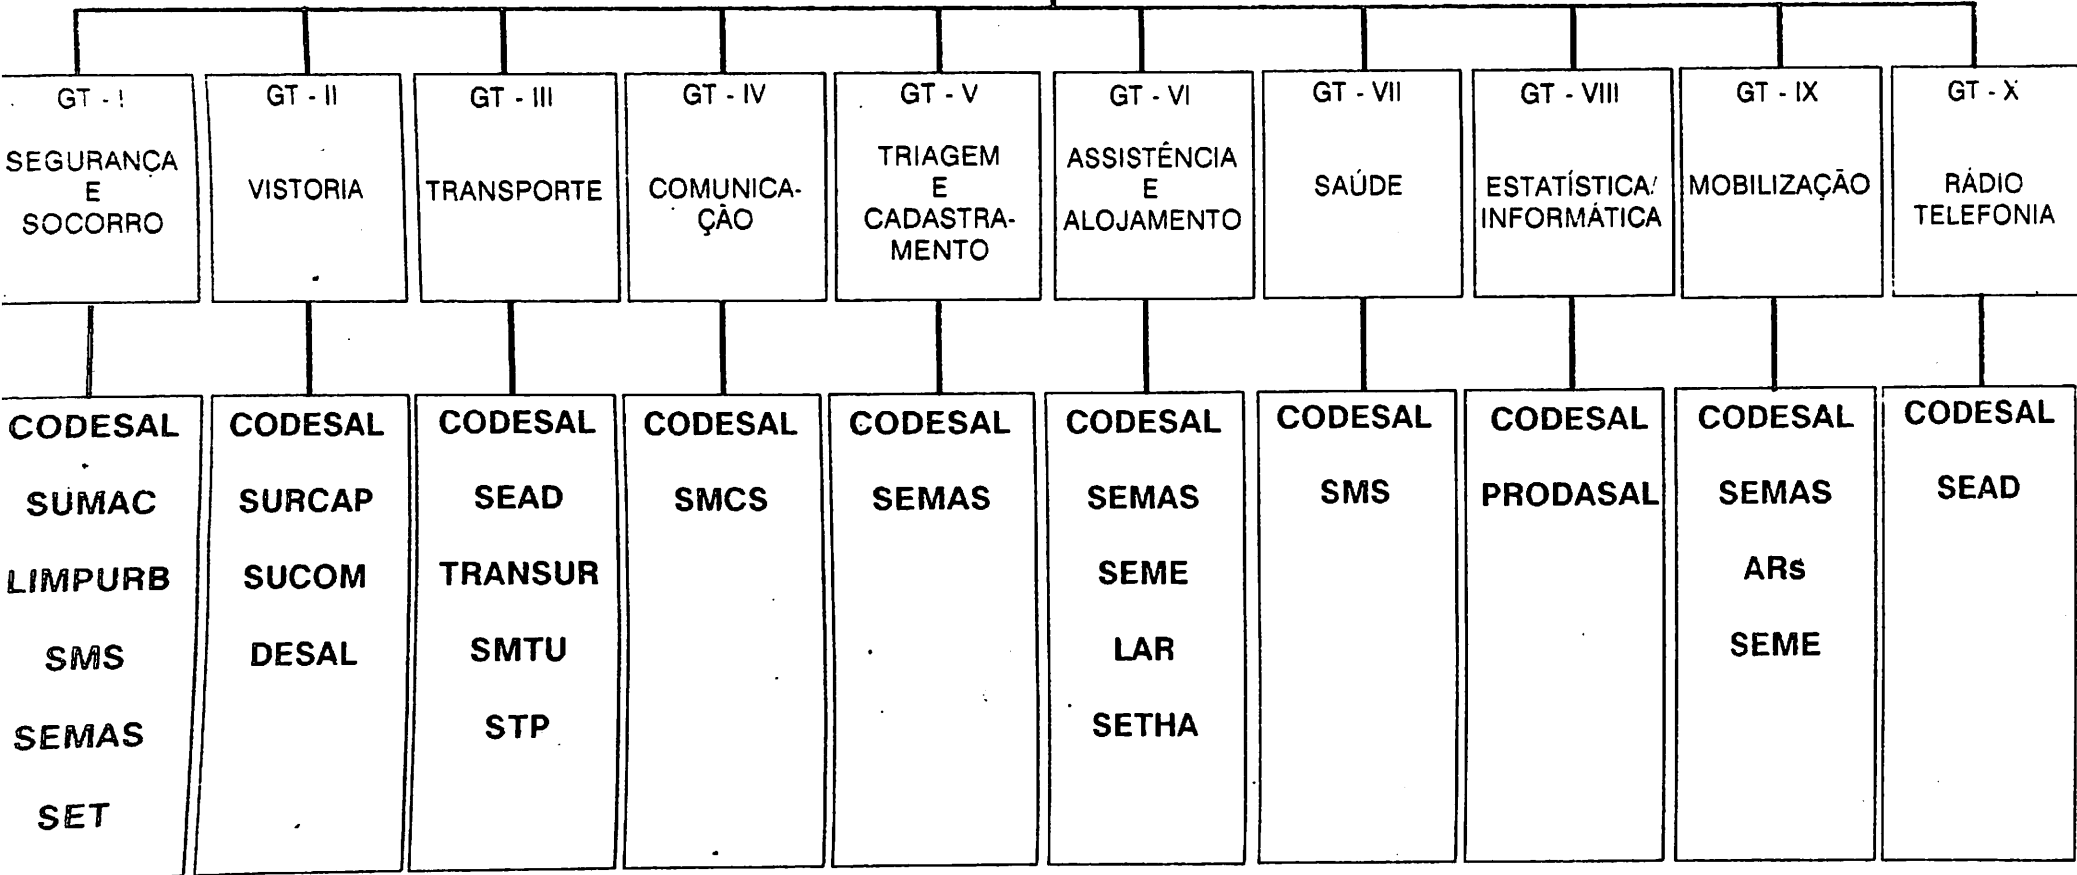 GT - I
SEGURANÇA
E
SOCORRO
GT - II
VISTORIA
GT - III
TRANSPORTE
GT - IV
COMUNICA-
ÇÃO
GT - V
TRIAGEM
E
CADASTRA-
MENTO
GT - VI
ASSISTÊNCIA
E
ALOJAMENTO
GT - VII
SAÚDE
GT - VIII
ESTATÍSTICA/
INFORMÁTICA
GT - IX
MOBILIZAÇÃO
GT - X
RÁDIO
TELEFONIA
CODESAL
SUMAC
LIMPURB
SMS
SEMAS
SET
CODESAL
SURCAP
SUCOM
DESAL
CODESAL
SEAD
TRANSUR
SMTU
STP
CODESAL
SMCS
CODESAL
SEMAS
CODESAL
SEMAS
SEME
LAR
SETHA
CODESAL
SMS
CODESAL
PRODASAL
CODESAL
SEMAS
ARs
SEME
CODESAL
SEAD